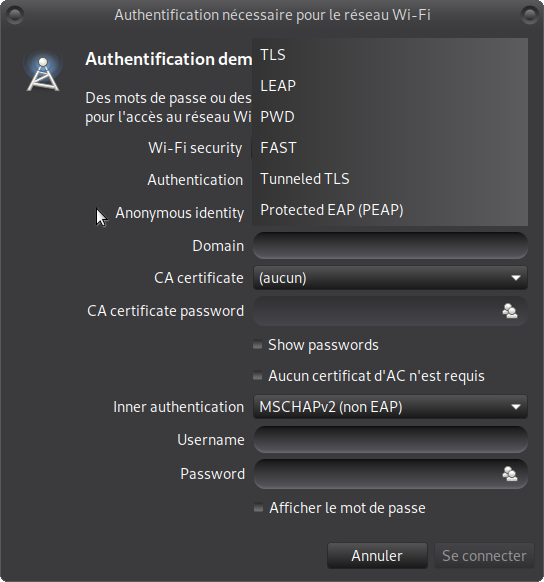 Authentification nécessaire pour le réseau Wi-Fi
Authentification dem
Des mots de passe ou des
pour l'accès au réseau Wi
TLS
LEAP
PWD
FAST
Tunneled TLS
Protected EAP (PEAP)
Wi-Fi security
Authentication
Anonymous identity
Domain
CA certificate (aucun)
CA certificate password
Show passwords
Aucun certificat d'AC n'est requis
Inner authentication MSCHAPv2 (non EAP)
Username
Password
Afficher le mot de passe
Annuler Se connecter